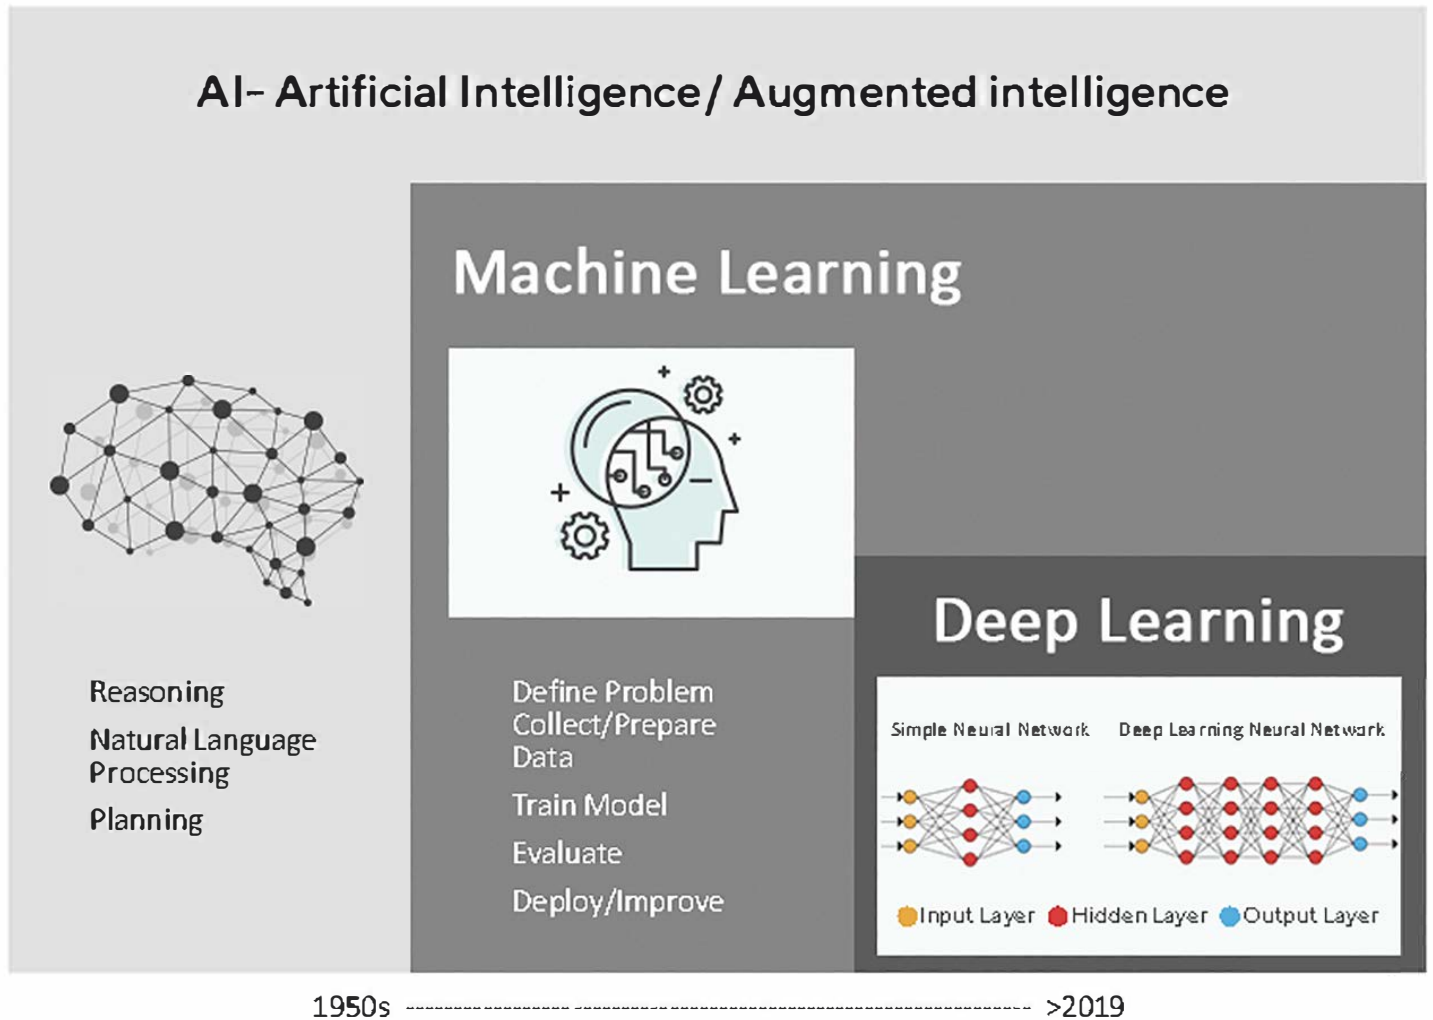 AI- Artificial Intelligence/ Augmented intelligence
Machine Learning
Deep Learning
Reasoning
Natural Language
Processing
Planning
Define Problem
Collect/Prepare
Data
Train Model
Evaluate
Deploy/Improve
Simple Neural Network
Deep Learning Neural Network
Input Layer
Hidden Layer
Output Layer
1950s ------------------------------------------------------------ >2019